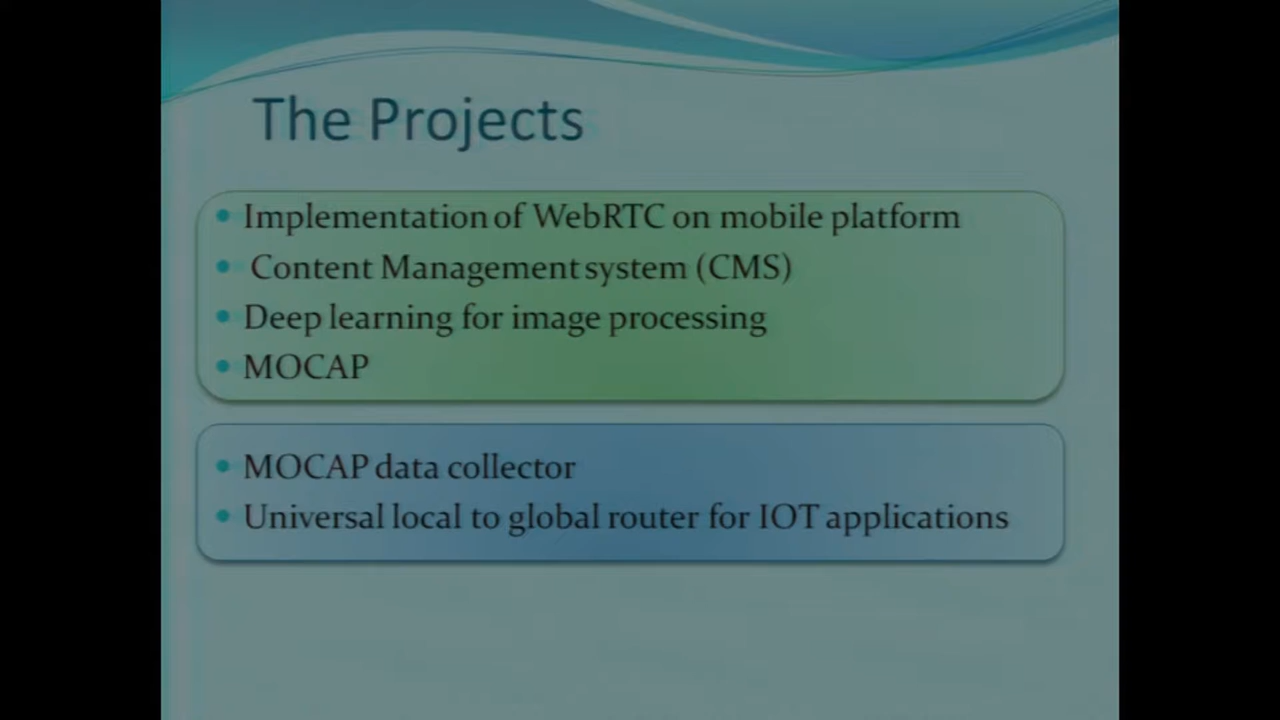 The Projects
• Implementation of WebRTC on mobile platform
• Content Management system (CMS)
• Deep learning for image processing
• MOCAP
• MOCAP data collector
• Universal local to global router for IOT applications